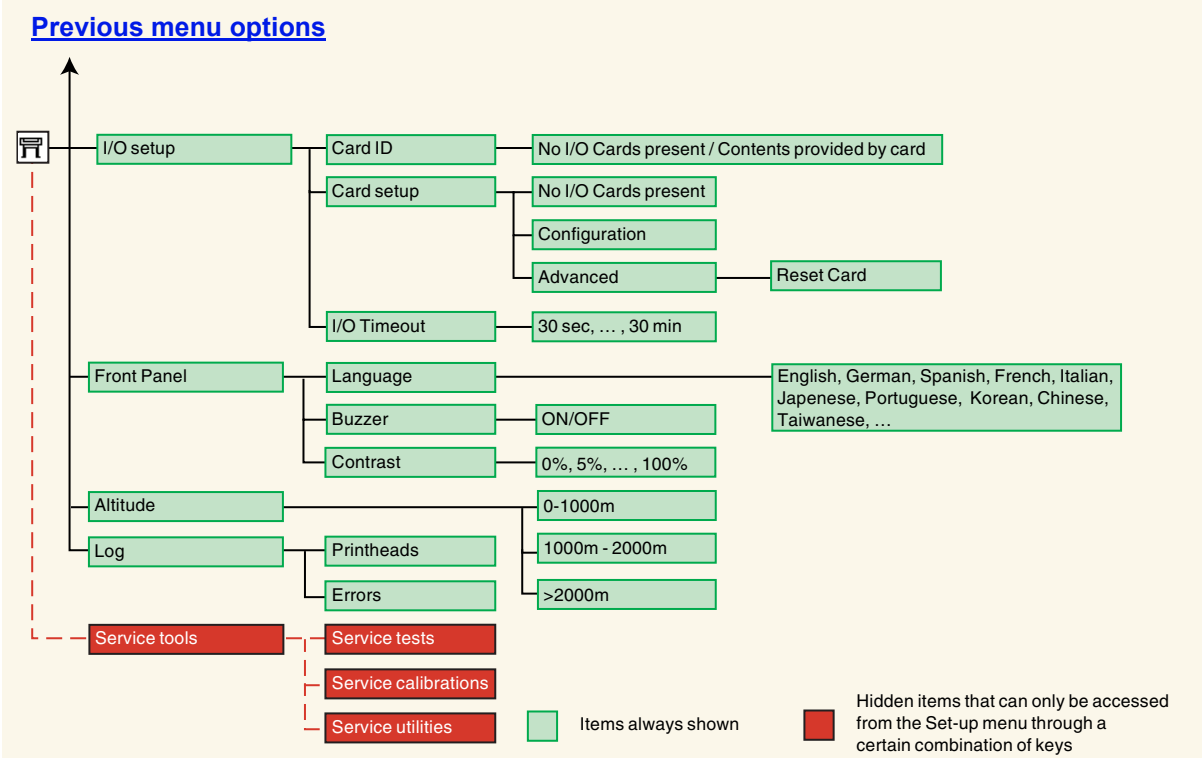 Previous menu options
I/O setup
Card ID
No I/O Cards present / Contents provided by card
Card setup
No I/O Cards present
Configuration
Advanced
Reset Card
I/O Timeout
30 sec, … , 30 min
Front Panel
Language
English, German, Spanish, French, Italian,
Japenese, Portuguese, Korean, Chinese,
Taiwanese, …
Buzzer
ON/OFF
Contrast
0%, 5%, … , 100%
Altitude
0-1000m
1000m - 2000m
>2000m
Log
Printheads
Errors
Service tools
Service tests
Service calibrations
Service utilities
Items always shown
Hidden items that can only be accessed
from the Set-up menu through a
certain combination of keys